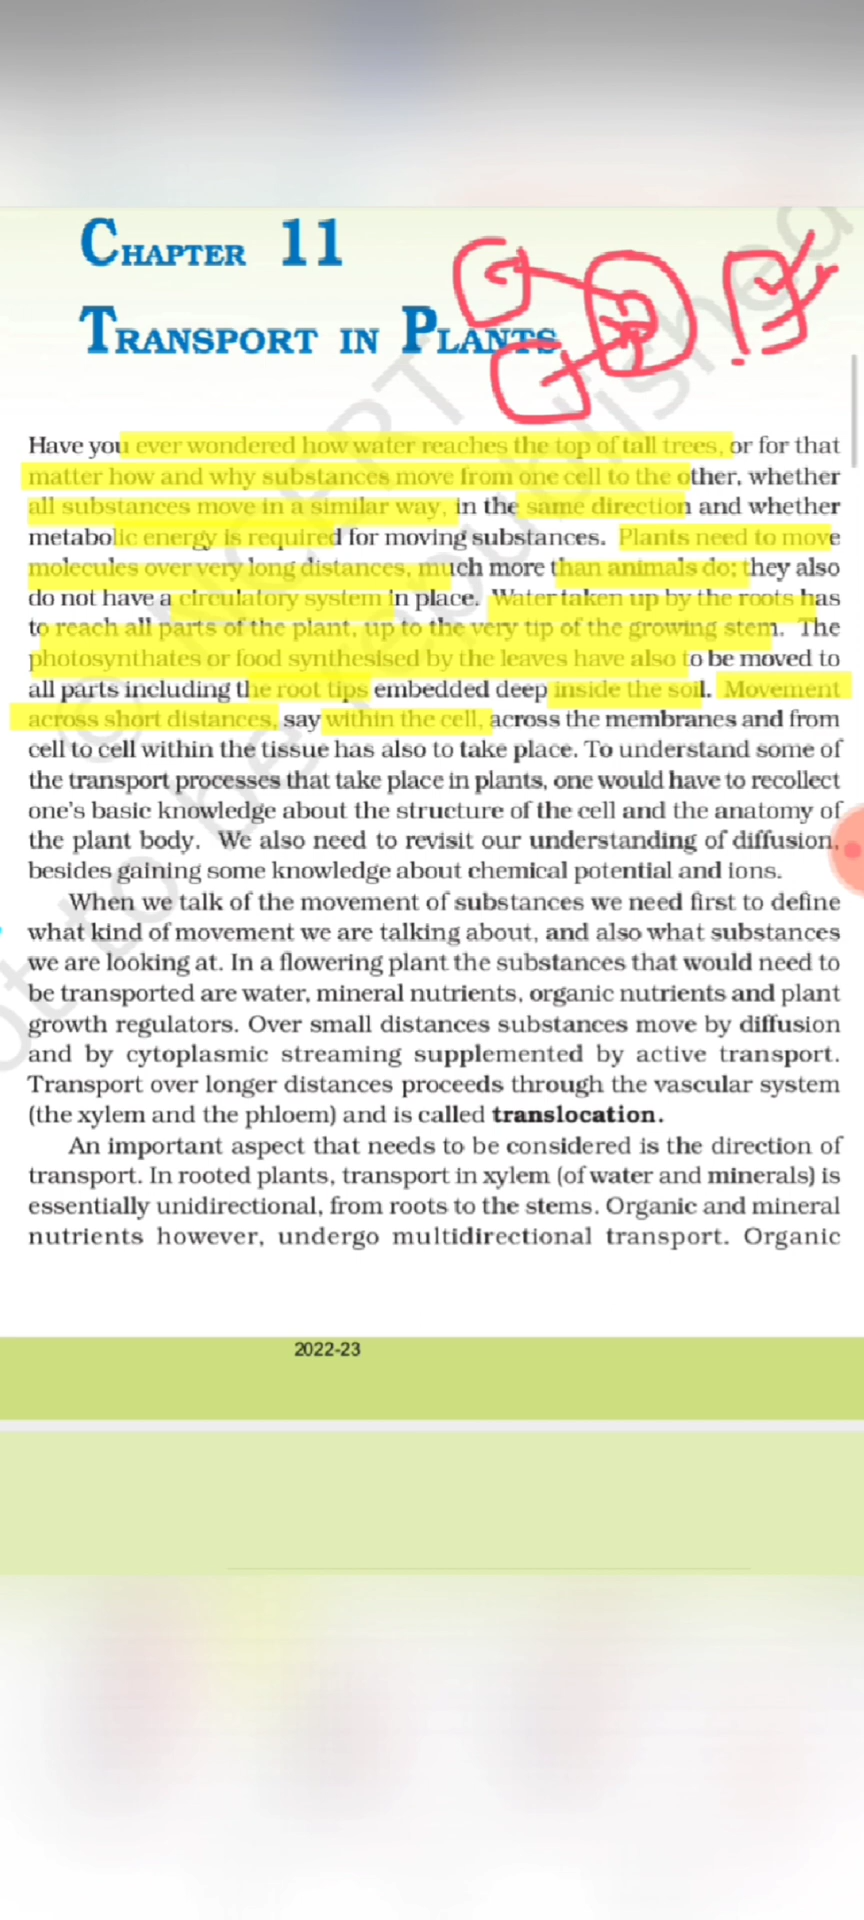 CHAPTER 11
TRANSPORT IN PLANTS
Have you ever wondered how water reaches the top of tall trees, or for that
matter how and why substances move from one cell to the other, whether
all substances move in a similar way, in the same direction and whether
metabolic energy is required for moving substances. Plants need to move
molecules over very long distances, much more than animals do; they also
do not have a circulatory system in place. Water taken up by the roots has
to reach all parts of the plant, up to the very tip of the growing stem. The
photosynthates or food synthesised by the leaves have also to be moved to
all parts including the root tips embedded deep inside the soil. Movement
across short distances, say within the cell, across the membranes and from
cell to cell within the tissue has also to take place. To understand some of
the transport processes that take place in plants, one would have to recollect
one's basic knowledge about the structure of the cell and the anatomy of
the plant body. We also need to revisit our understanding of diffusion,
besides gaining some knowledge about chemical potential and ions.
When we talk of the movement of substances we need first to define
what kind of movement we are talking about, and also what substances
we are looking at. In a flowering plant the substances that would need to
be transported are water, mineral nutrients, organic nutrients and plant
growth regulators. Over small distances substances move by diffusion
and by cytoplasmic streaming supplemented by active transport.
Transport over longer distances proceeds through the vascular system
(the xylem and the phloem) and is called translocation.
An important aspect that needs to be considered is the direction of
transport. In rooted plants, transport in xylem (of water and minerals) is
essentially unidirectional, from roots to the stems. Organic and mineral
nutrients however, undergo multidirectional transport. Organic
2022-23
© NCERT
not to be republished